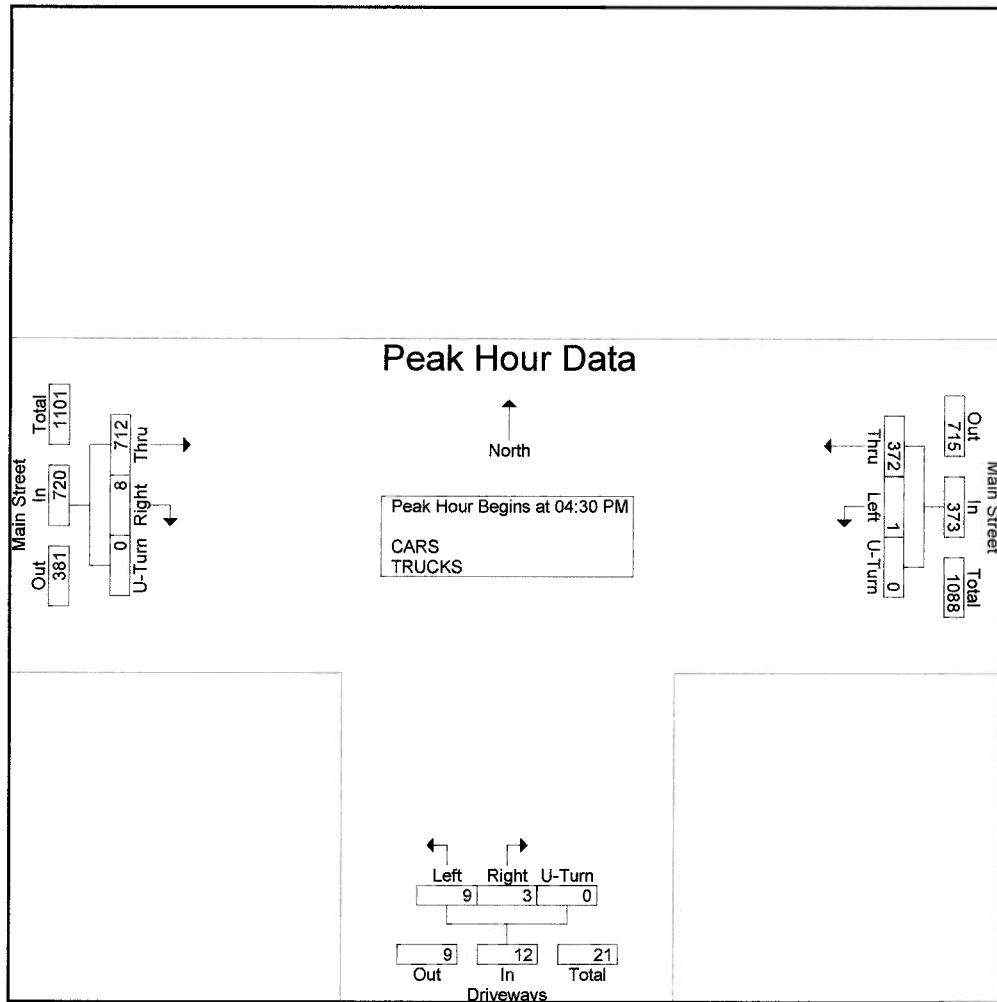 Peak Hour Data
North
Peak Hour Begins at 04:30 PM
CARS
TRUCKS
Main Street
Out In Total
381 720 1101
712 Thru
8 Right
0 U-Turn
Main Street
Out In Total
715 373 1088
372 Thru
1 Left
0 U-Turn
Left Right U-Turn
9 3 0
9 12 21
Out In Total
Driveways